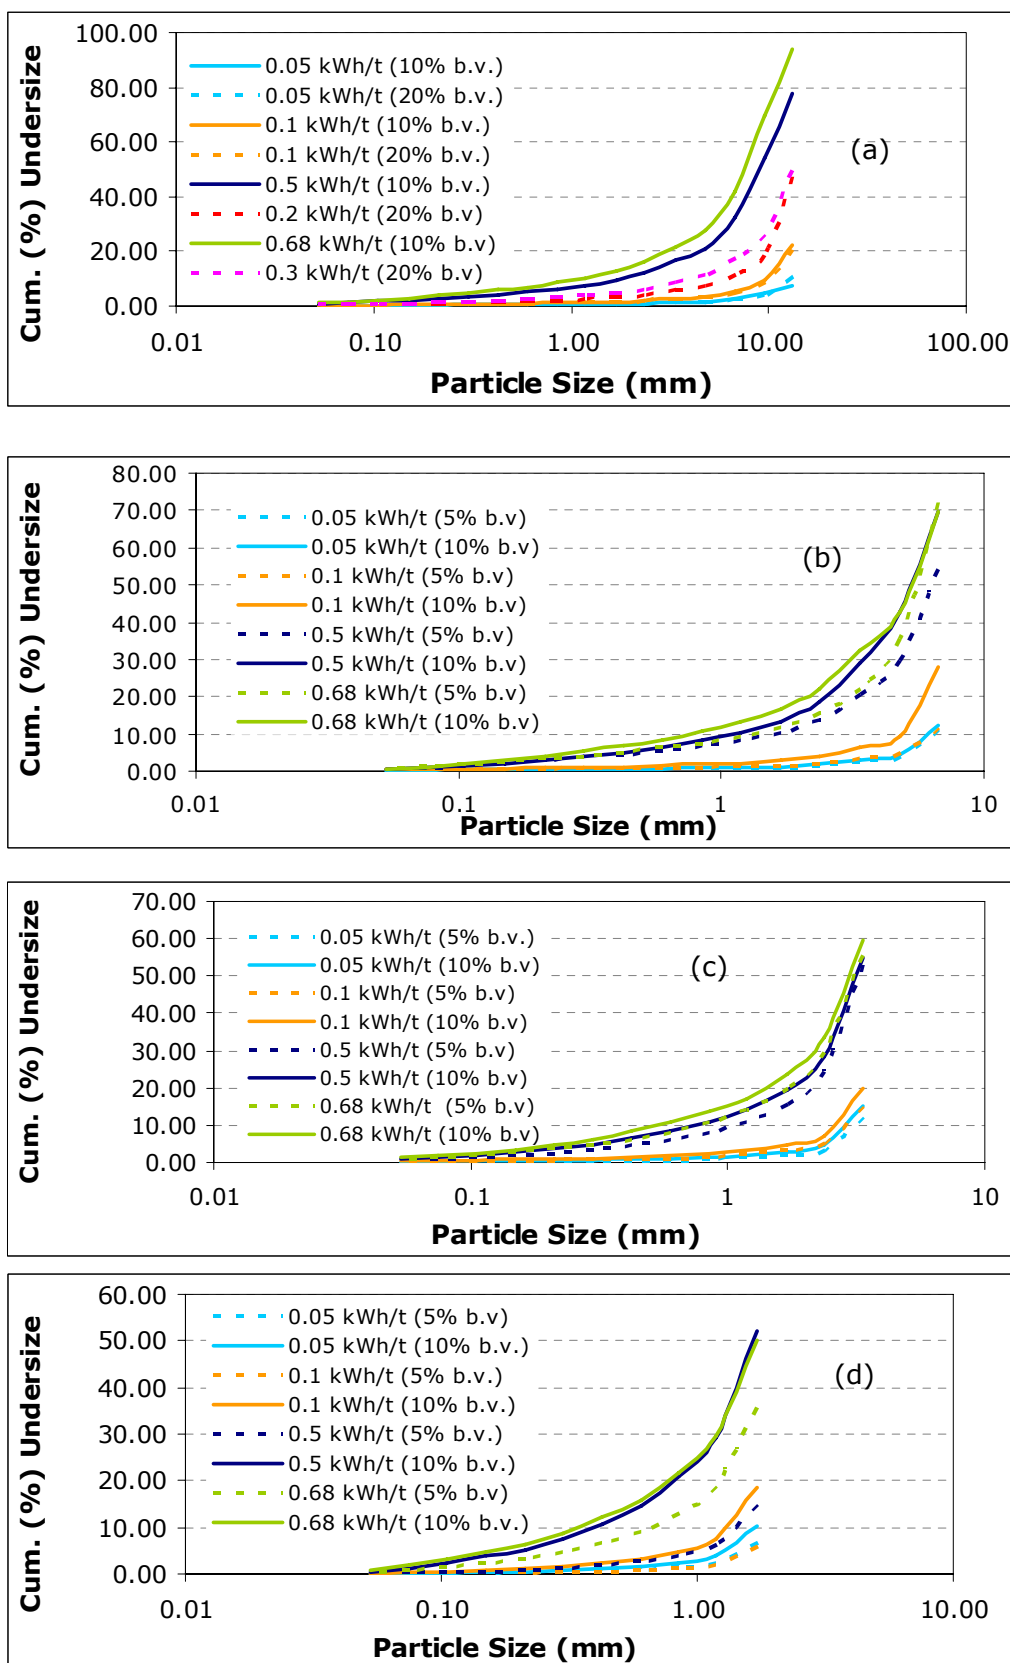 100.00
80.00
60.00
40.00
20.00
0.00
Cum. (%) Undersize
0.05 kWh/t (10% b.v.)
0.05 kWh/t (20% b.v.)
0.1 kWh/t (10% b.v.)
0.1 kWh/t (20% b.v.)
0.5 kWh/t (10% b.v.)
0.2 kWh/t (20% b.v)
0.68 kWh/t (10% b.v)
0.3 kWh/t (20% b.v)
(a)
0.01 0.10 1.00 10.00 100.00
Particle Size (mm)
80.00
70.00
60.00
50.00
40.00
30.00
20.00
10.00
0.00
Cum. (%) Undersize
0.05 kWh/t (5% b.v)
0.05 kWh/t (10% b.v)
0.1 kWh/t (5% b.v)
0.1 kWh/t (10% b.v)
0.5 kWh/t (5% b.v)
0.5 kWh/t (10% b.v)
0.68 kWh/t (5% b.v)
0.68 kWh/t (10% b.v)
(b)
0.01 0.1 1 10
Particle Size (mm)
70.00
60.00
50.00
40.00
30.00
20.00
10.00
0.00
Cum. (%) Undersize
0.05 kWh/t (5% b.v.)
0.05 kWh/t (10% b.v)
0.1 kWh/t (5% b.v)
0.1 kWh/t (10% b.v)
0.5 kWh/t (5% b.v)
0.5 kWh/t (10% b.v)
0.68 kWh/t (5% b.v)
0.68 kWh/t (10% b.v)
(c)
0.01 0.1 1 10
Particle Size (mm)
60.00
50.00
40.00
30.00
20.00
10.00
0.00
Cum. (%) Undersize
0.05 kWh/t (5% b.v)
0.05 kWh/t (10% b.v.)
0.1 kWh/t (5% b.v.)
0.1 kWh/t (10% b.v.)
0.5 kWh/t (5% b.v.)
0.5 kWh/t (10% b.v.)
0.68 kWh/t (5% b.v.)
0.68 kWh/t (10% b.v.)
(d)
0.01 0.10 1.00 10.00
Particle Size (mm)